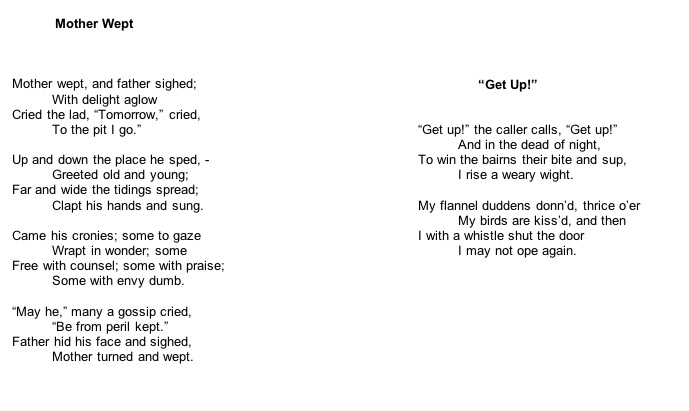 Mother Wept
Mother wept, and father sighed;
With delight aglow
Cried the lad, “Tomorrow,” cried,
To the pit I go.”
Up and down the place he sped, -
Greeted old and young;
Far and wide the tidings spread;
Clapt his hands and sung.
Came his cronies; some to gaze
Wrapt in wonder; some
Free with counsel; some with praise;
Some with envy dumb.
“May he,” many a gossip cried,
“Be from peril kept.”
Father hid his face and sighed,
Mother turned and wept.
“Get Up!”
“Get up!” the caller calls, “Get up!”
And in the dead of night,
To win the bairns their bite and sup,
I rise a weary wight.
My flannel duddens donn’d, thrice o’er
My birds are kiss’d, and then
I with a whistle shut the door
I may not ope again.